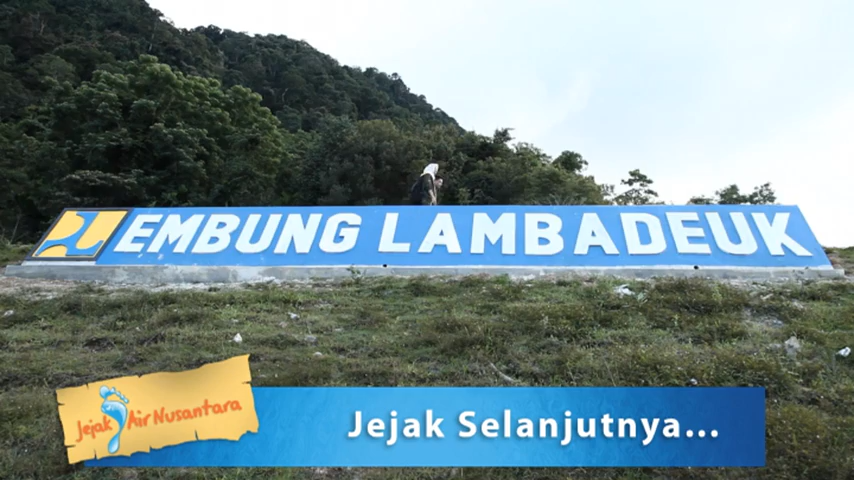 EMBUNG LAMBADEUK
Jejak Air Nusantara
Jejak Selanjutnya...